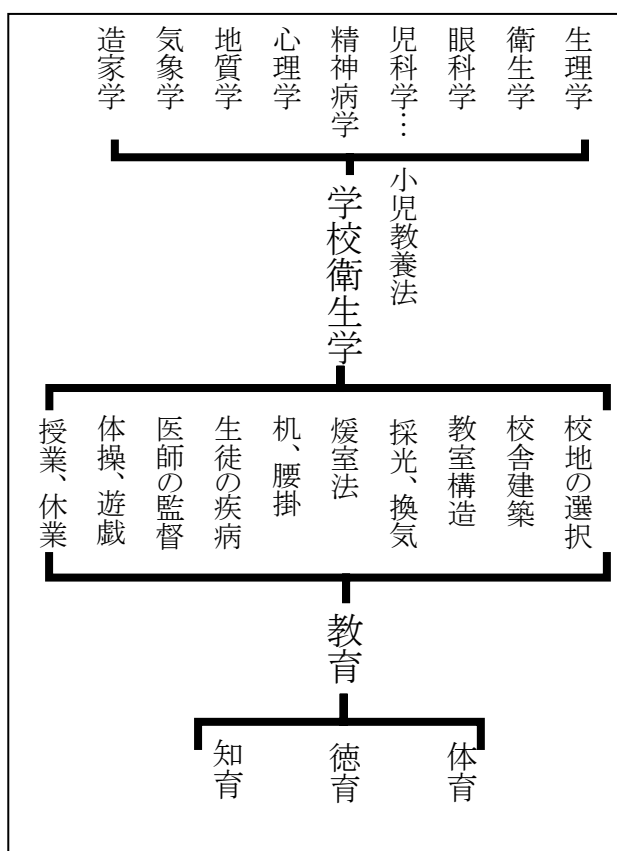 生理学
衛生学
眼科学
児科学…小児教養法
精神病学
心理学
地質学
気象学
造家学
学校衛生学
校地の選択
校舎建築
教室構造
採光、換気
煖室法
机、腰掛
生徒の疾病
医師の監督
体操、遊戯
授業、休業
教育
体育
徳育
知育